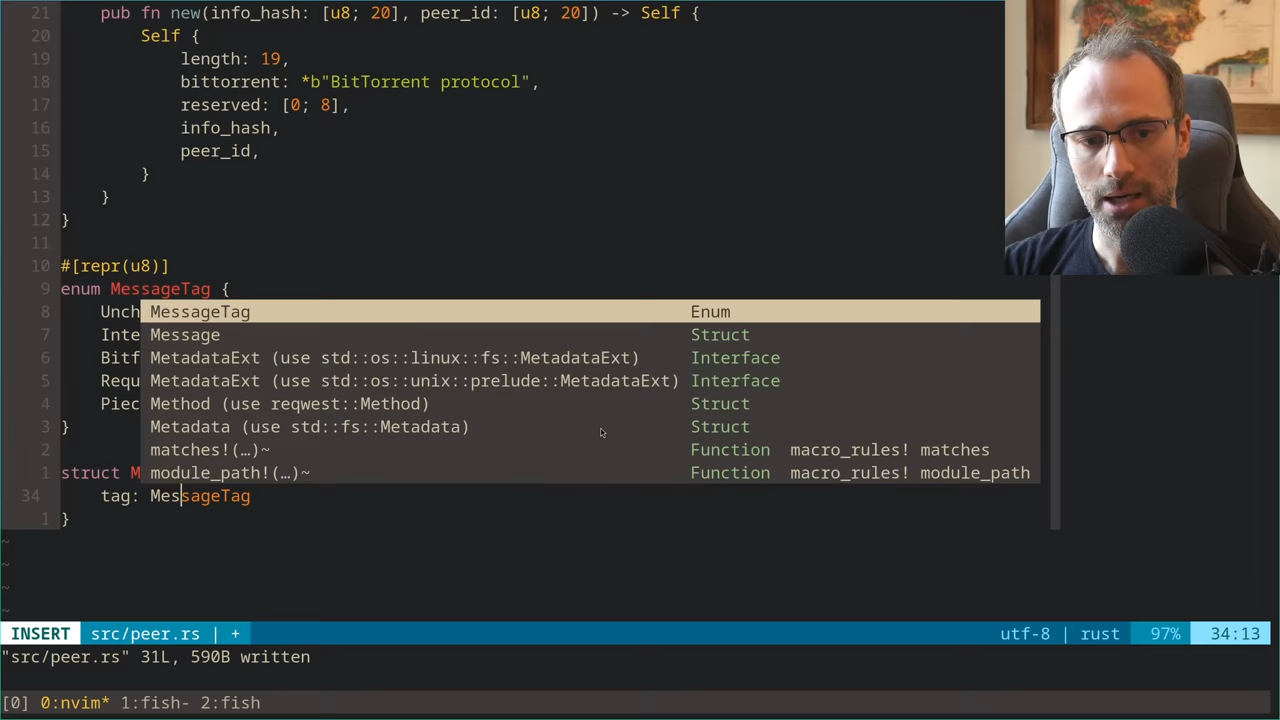 21 pub fn new(info_hash: [u8; 20], peer_id: [u8; 20]) -> Self {
20 Self {
19 length: 19,
18 bittorrent: *b"BitTorrent protocol",
17 reserved: [0; 8],
16 info_hash,
15 peer_id,
14 }
13 }
12 }
11
10 #[repr(u8)]
9 enum MessageTag {
8 Unch MessageTag Enum
7 Inte Message Struct
6 Bitf MetadataExt (use std::os::linux::fs::MetadataExt) Interface
5 Requ MetadataExt (use std::os::unix::prelude::MetadataExt) Interface
4 Piec Method (use reqwest::Method) Struct
3 } Metadata (use std::fs::Metadata) Struct
2 matches!(…)~ Function macro_rules! matches
1 struct M module_path!(…)~ Function macro_rules! module_path
34 tag: MessageTag
1 }
~
~
~
~
INSERT src/peer.rs | + utf-8 | rust 97% 34:13
"src/peer.rs" 31L, 590B written
[0] 0:nvim* 1:fish- 2:fish